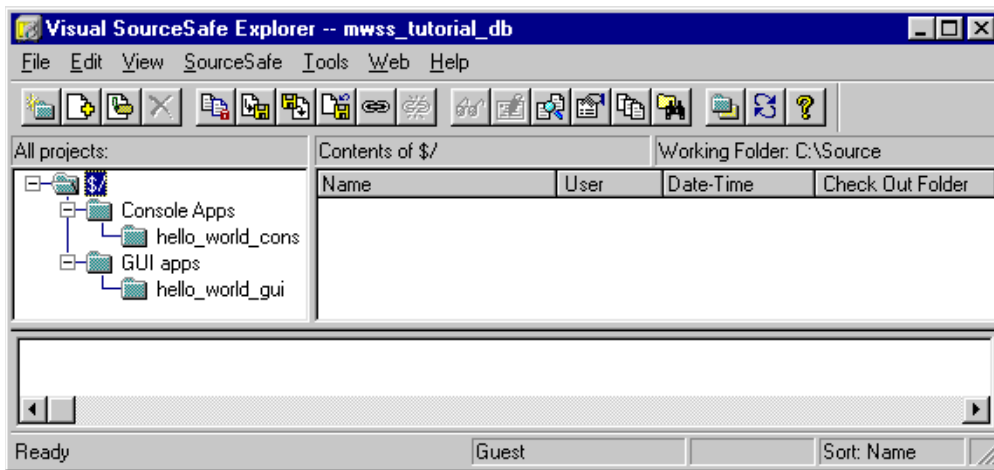 Visual SourceSafe Explorer -- mwss_tutorial_db
File Edit View SourceSafe Tools Web Help
All projects: Contents of $/ Working Folder: C:\Source
$/ Name User Date-Time Check Out Folder
Console Apps
hello_world_cons
GUI apps
hello_world_gui
Ready Guest Sort: Name